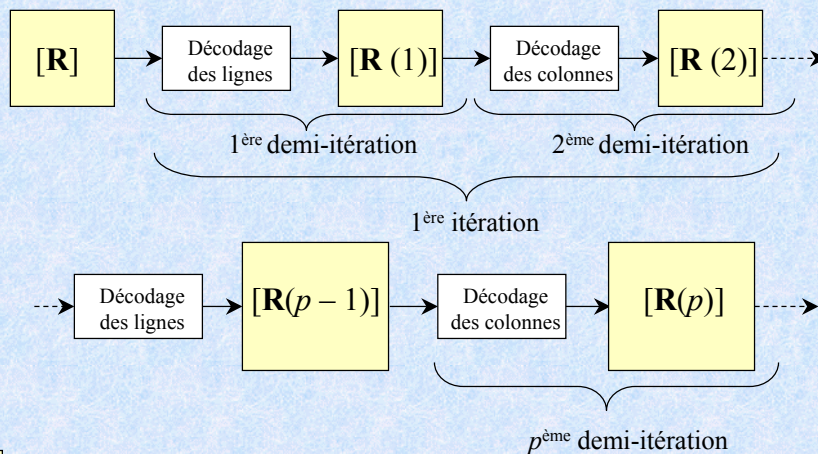 [R]
Décodage
des lignes
[R (1)]
Décodage
des colonnes
[R (2)]
1ère demi-itération
2ème demi-itération
1ère itération
Décodage
des lignes
[R(p – 1)]
Décodage
des colonnes
[R(p)]
pème demi-itération